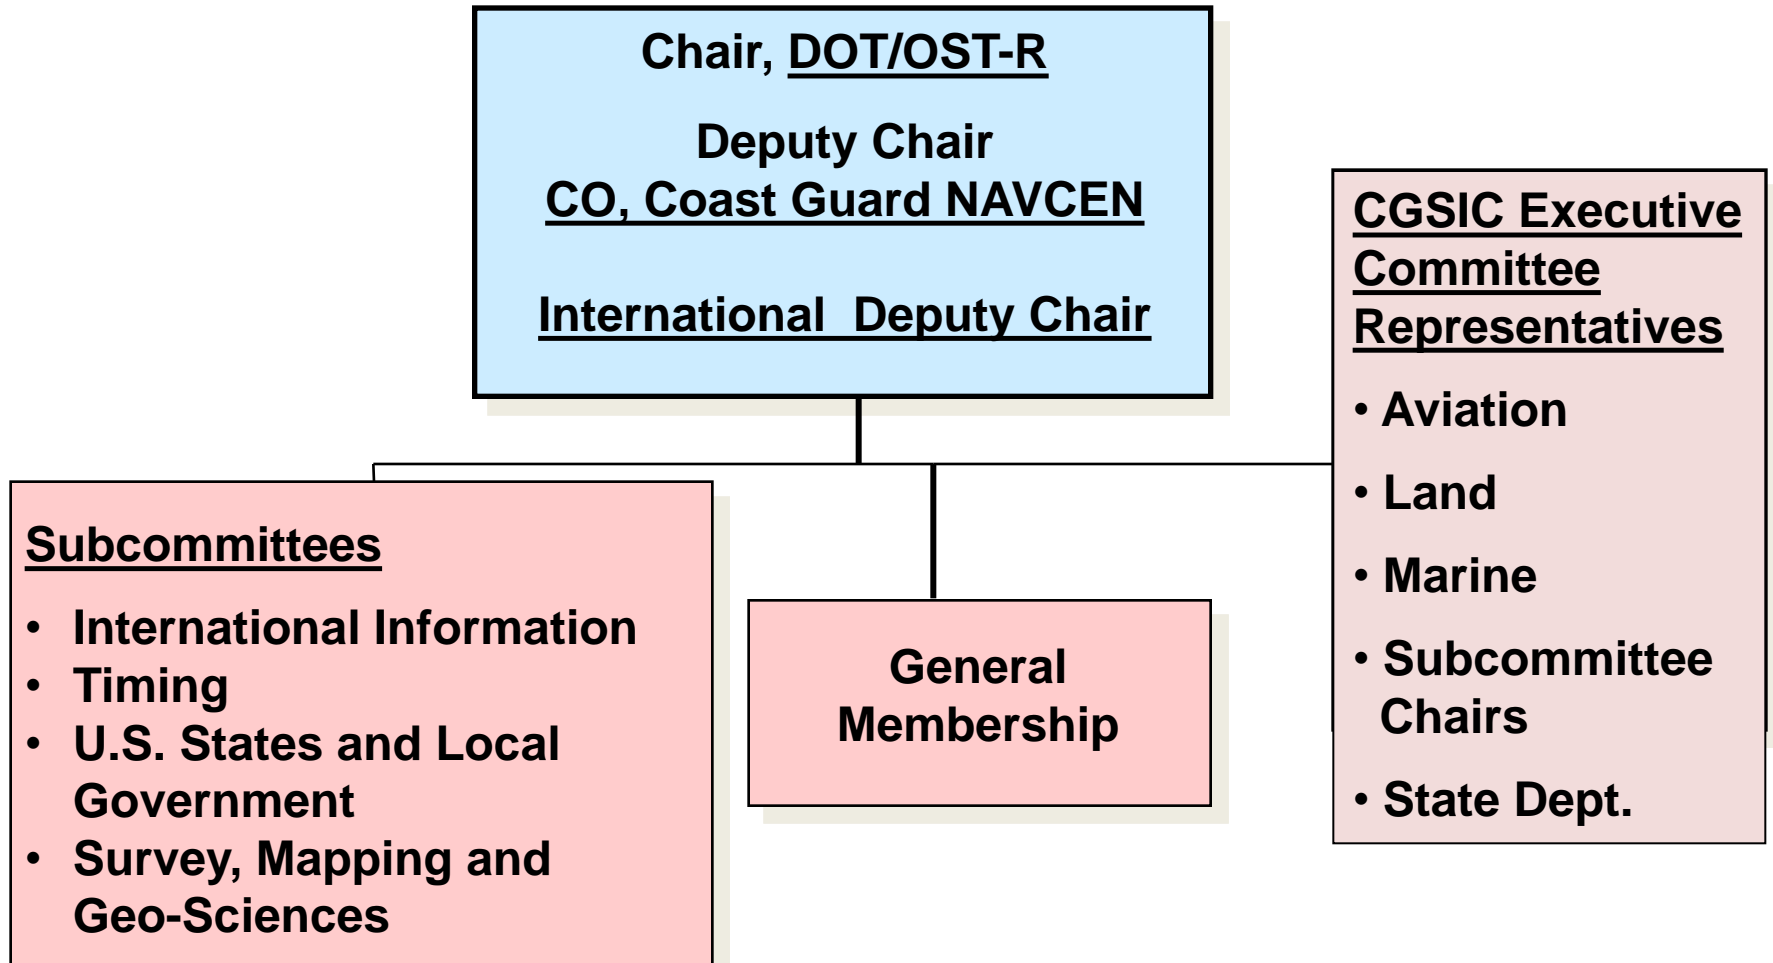 Chair, DOT/OST-R
Deputy Chair
CO, Coast Guard NAVCEN
International  Deputy Chair
CGSIC Executive
Committee
Representatives
• Aviation
• Land
• Marine
• Subcommittee
Chairs
• State Dept.
Subcommittees
• International Information
• Timing
• U.S. States and Local
Government
• Survey, Mapping and
Geo-Sciences
General
Membership